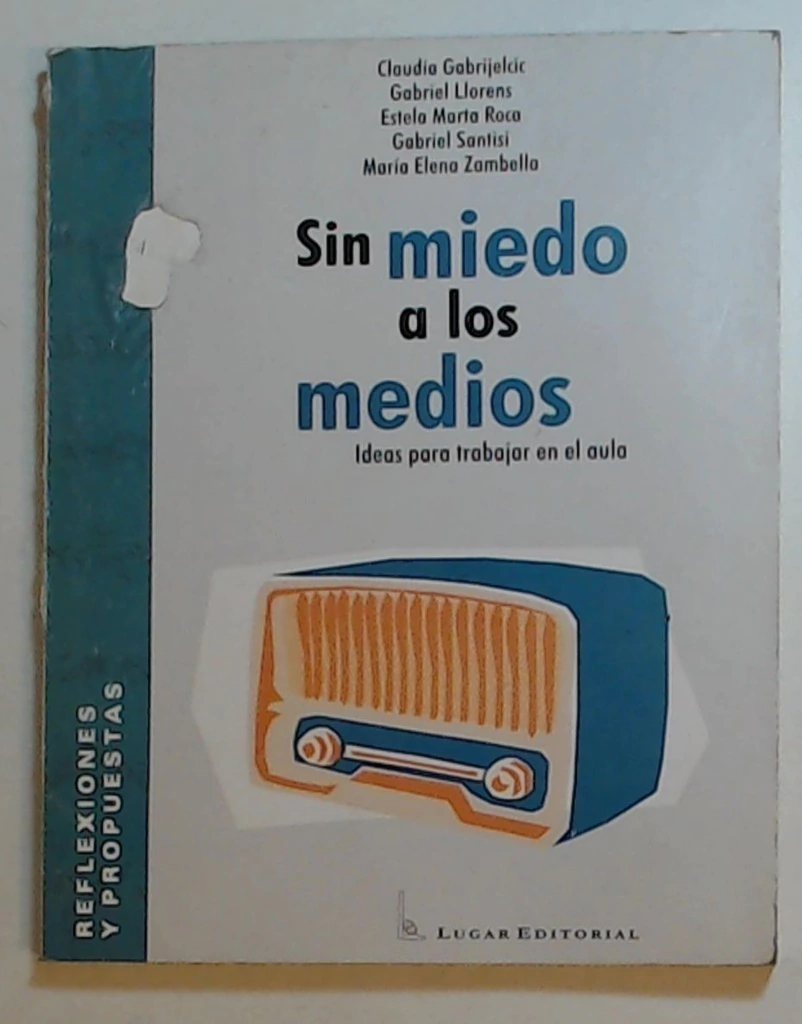 Claudia Gabrijelcic
Gabriel Llorens
Estela Marta Roca
Gabriel Santisi
María Elena Zambella
Sin miedo
a los
medios
Ideas para trabajar en el aula
REFLEXIONES
Y PROPUESTAS
LUGAR EDITORIAL